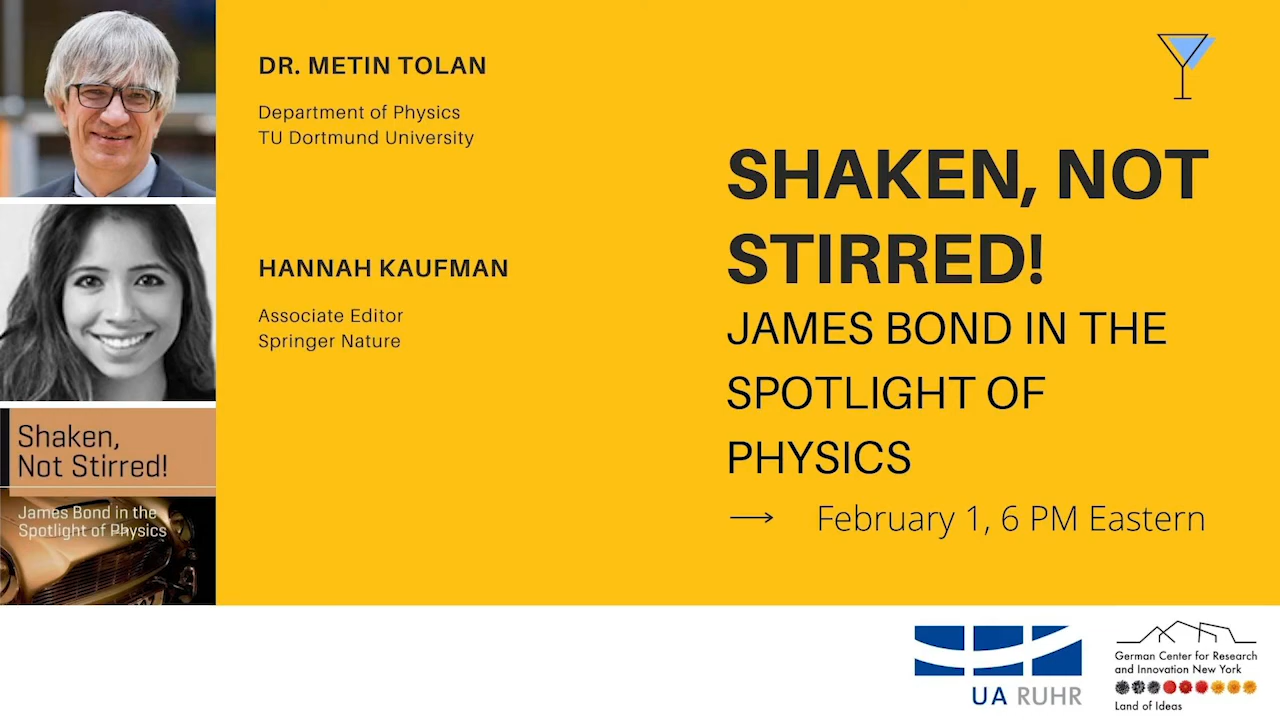 DR. METIN TOLAN
Department of Physics
TU Dortmund University
HANNAH KAUFMAN
Associate Editor
Springer Nature
Shaken,
Not Stirred!
James Bond in the
Spotlight of Physics
SHAKEN, NOT
STIRRED!
JAMES BOND IN THE
SPOTLIGHT OF
PHYSICS
→ February 1, 6 PM Eastern
UA RUHR
German Center for Research
and Innovation New York
Land of Ideas